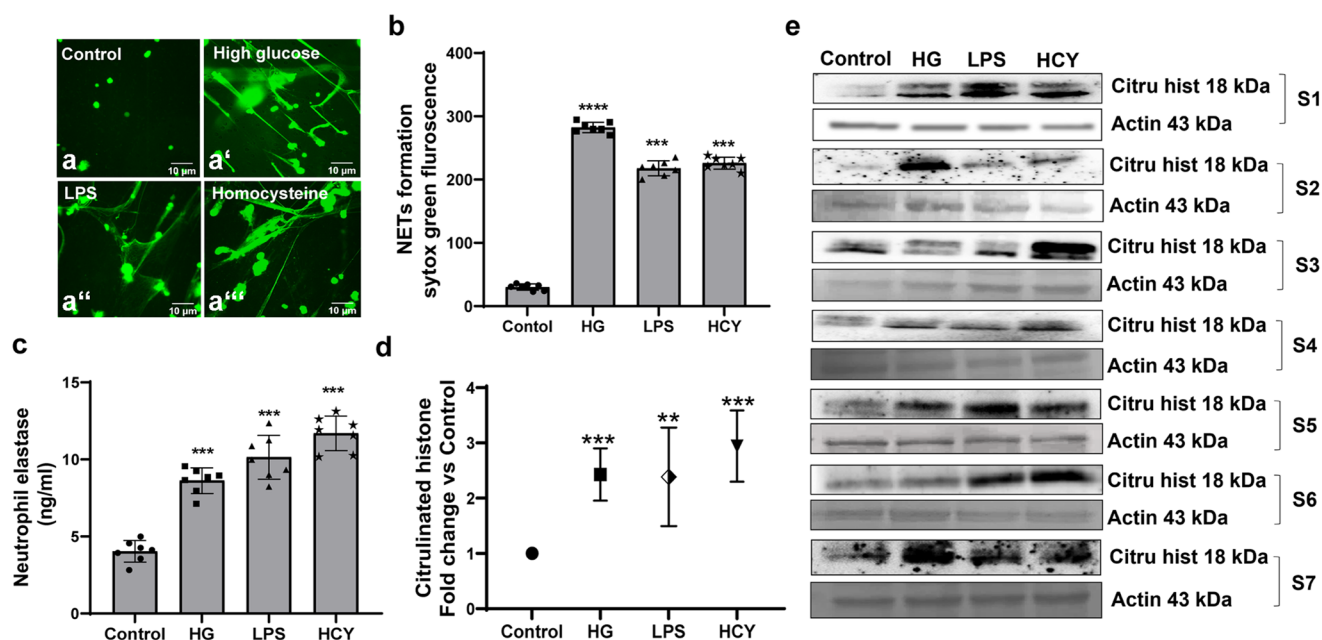 Control
High glucose
a
10 µm
a‘
10 µm
LPS
Homocysteine
a‘‘
10 µm
a‘‘‘
10 µm
b
NETs formation
sytox green fluroscence
400
300
200
100
0
****
***
***
Contol
HG
LPS
HCY
c
Neutrophil elastase
(ng/ml)
15
10
5
0
***
***
***
Control
HG
LPS
HCY
d
Citrulinated histone
Fold change vs Control
4
3
2
1
0
***
**
***
Control
HG
LPS
HCY
e
Control HG LPS HCY
Citru hist 18 kDa
Actin 43 kDa
S1
Citru hist 18 kDa
Actin 43 kDa
S2
Citru hist 18 kDa
Actin 43 kDa
S3
Citru hist 18 kDa
Actin 43 kDa
S4
Citru hist 18 kDa
Actin 43 kDa
S5
Citru hist 18 kDa
Actin 43 kDa
S6
Citru hist 18 kDa
Actin 43 kDa
S7